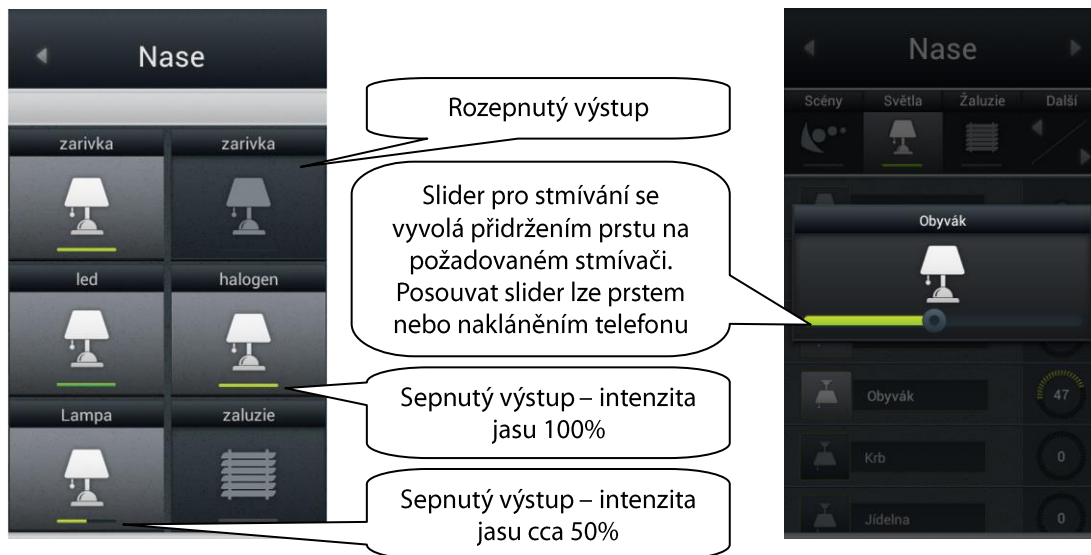 Nase
zarivka
zarivka
led
halogen
Lampa
zaluzie
Rozepnutý výstup
Slider pro stmívání se
vyvolá přidržením prstu na
požadovaném stmívači.
Posouvat slider lze prstem
nebo nakláněním telefonu
Sepnutý výstup – intenzita
jasu 100%
Sepnutý výstup – intenzita
jasu cca 50%
Nase
Scény Světla Žaluzie Další
Obyvák
Obyvák 47
Krb 0
Jídelna 0